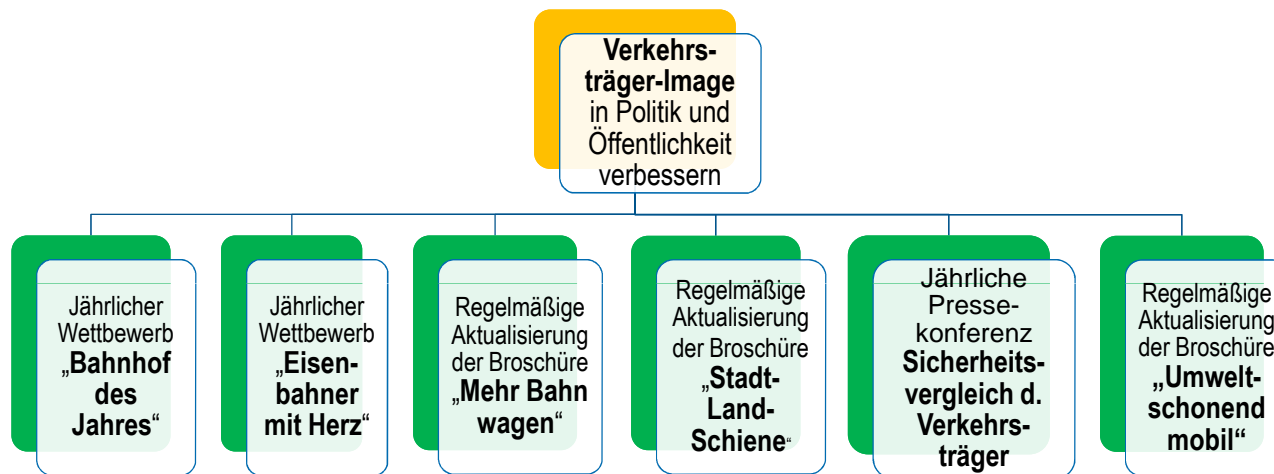 Verkehrs-
träger-Image
in Politik und
Öffentlichkeit
verbessern
Jährlicher
Wettbewerb
„Bahnhof
des
Jahres“
Jährlicher
Wettbewerb
„Eisen-
bahner
mit Herz“
Regelmäßige
Aktualisierung
der Broschüre
„Mehr Bahn
wagen“
Regelmäßige
Aktualisierung
der Broschüre
„Stadt-
Land-
Schiene“
Jährliche
Presse-
konferenz
Sicherheits-
vergleich d.
Verkehrs-
träger
Regelmäßige
Aktualisierung
der Broschüre
„Umwelt-
schonend
mobil“